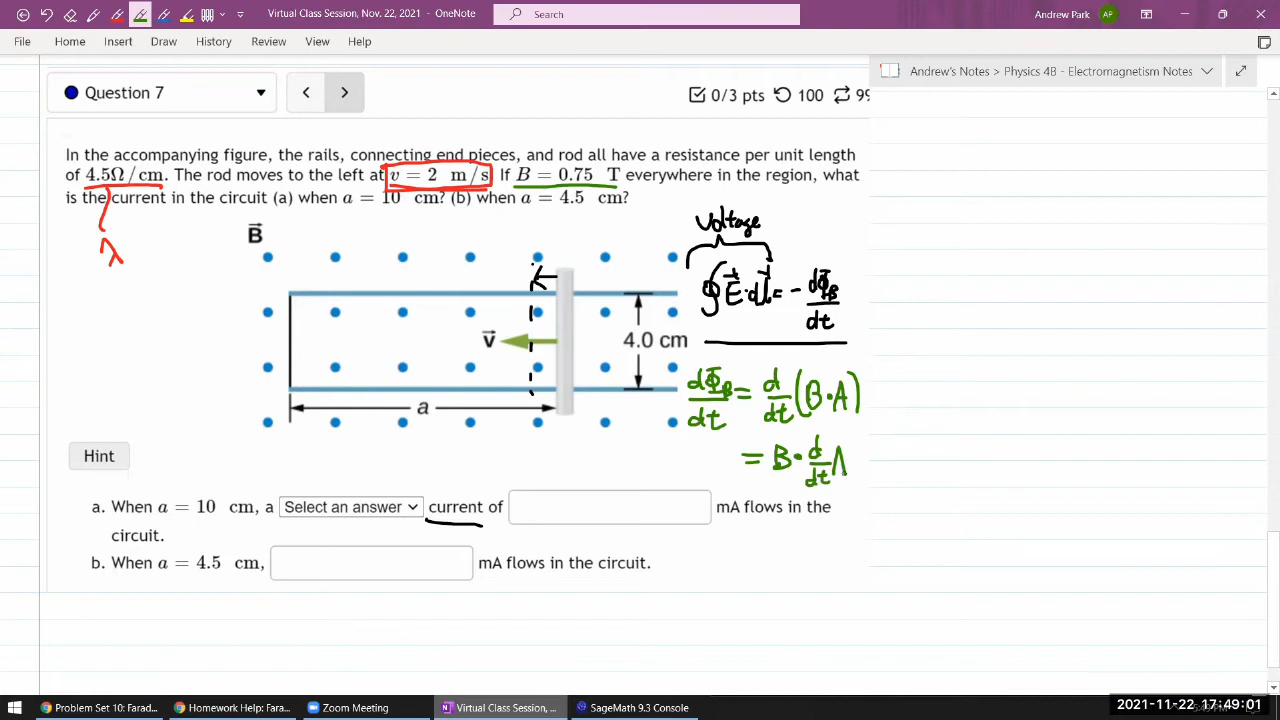 Virtual Class Session, 2021-11-22 - OneNote
Search
Andrew Park
AP
File Home Insert Draw History Review View Help
Question 7
0/3 pts 100 99
Andrew's Notes > Physics 4B - Electromagnetism Notes
In the accompanying figure, the rails, connecting end pieces, and rod all have a resistance per unit length
of 4.5Ω/cm. The rod moves to the left at v = 2 m/s If B = 0.75 T everywhere in the region, what
is the current in the circuit (a) when a = 10 cm? (b) when a = 4.5 cm?
λ
Voltage
B⃗
∮E⃗·dl⃗ = - dΦ_B/dt
v⃗
4.0 cm
a
dΦ_B/dt = d/dt (B·A)
= B· d/dt A
Hint
a. When a = 10 cm, a Select an answer current of mA flows in the
circuit.
b. When a = 4.5 cm, mA flows in the circuit.
Problem Set 10: Farad...
Homework Help: Fara...
Zoom Meeting
Virtual Class Session,...
SageMath 9.3 Console
2021-11-22 17:49:01